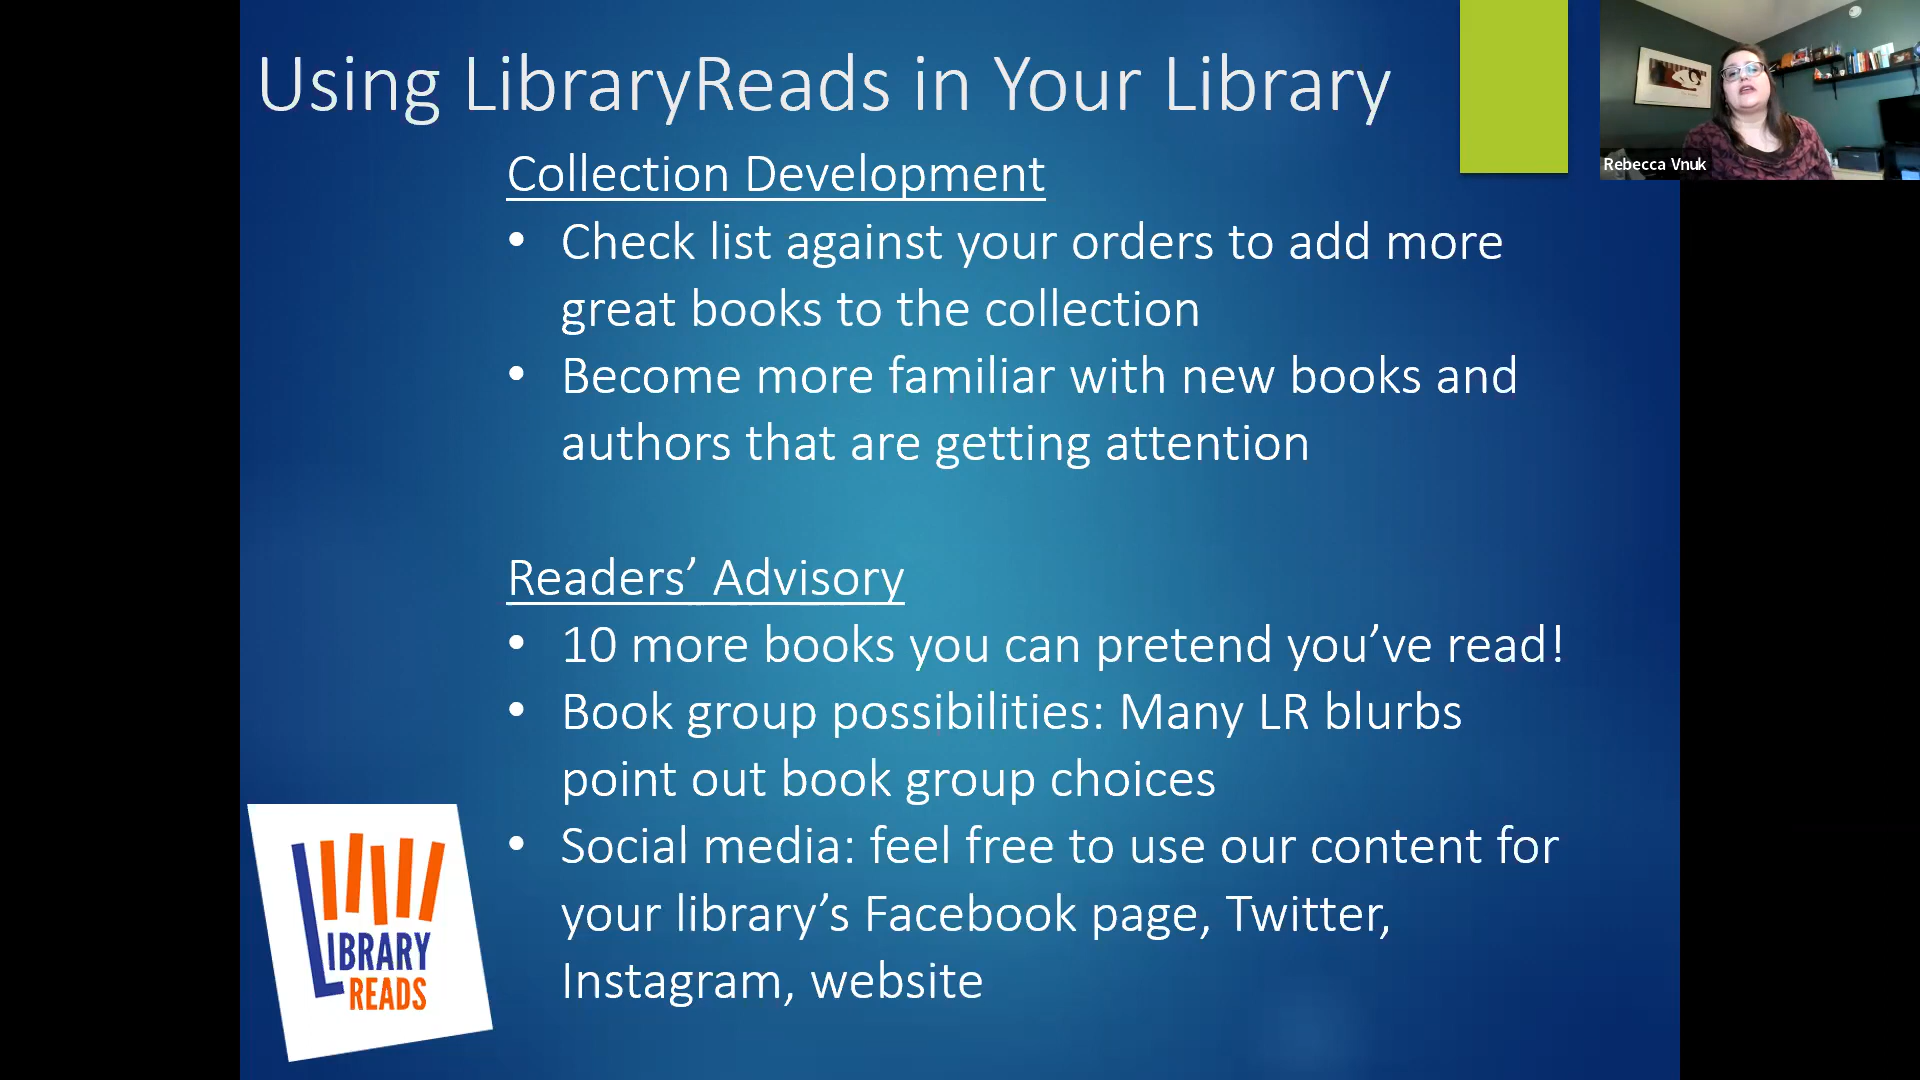 Using LibraryReads in Your Library
Rebecca Vnuk
Collection Development
• Check list against your orders to add more
great books to the collection
• Become more familiar with new books and
authors that are getting attention
Readers’ Advisory
• 10 more books you can pretend you’ve read!
• Book group possibilities: Many LR blurbs
point out book group choices
• Social media: feel free to use our content for
your library’s Facebook page, Twitter,
Instagram, website
LIBRARY
READS